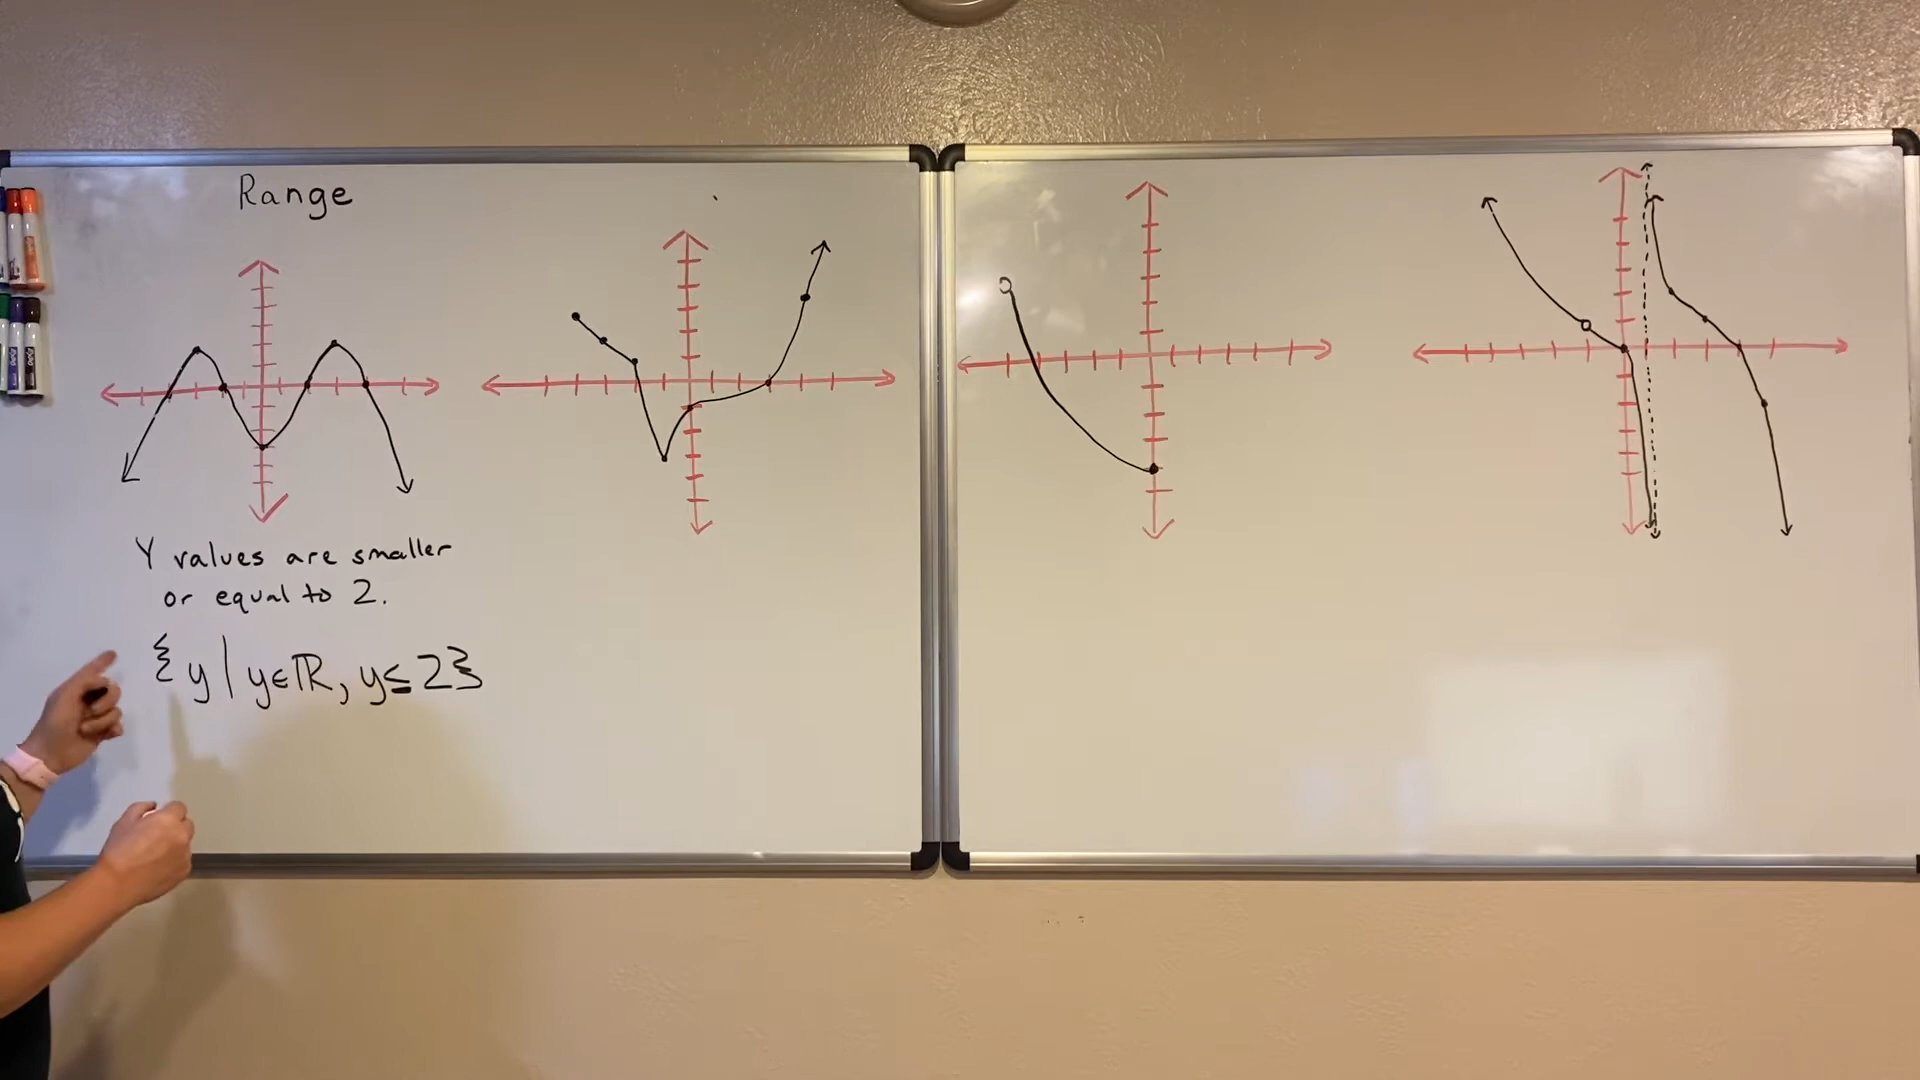 Range
Y values are smaller
or equal to 2.
{y|y∈ℝ, y≤2}